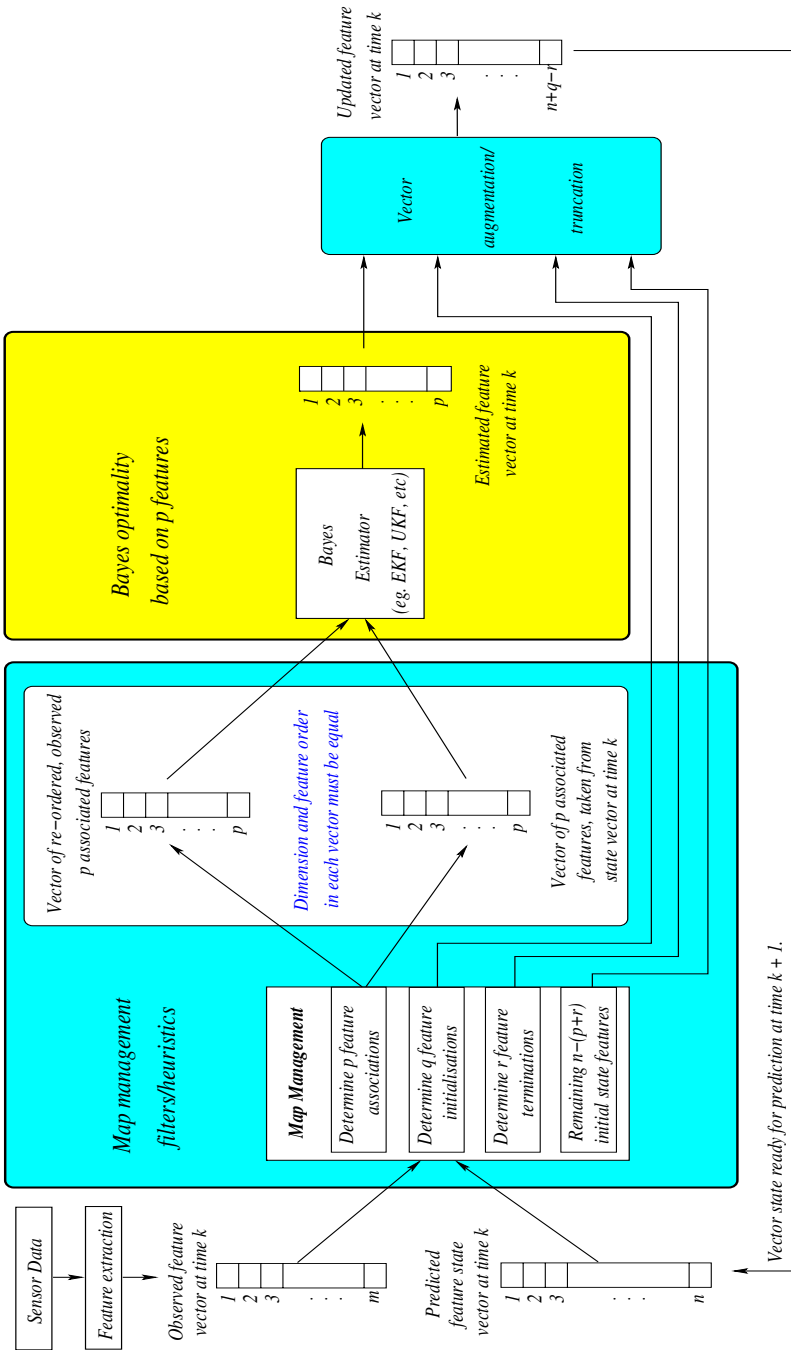 Sensor Data
Feature extraction
Observed feature
vector at time k
1
2
3
. . .
m
Predicted
feature state
vector at time k
1
2
3
. . .
n
Map management
filters/heuristics
Map Management
Determine p feature
associations
Determine q feature
initialisations
Determine r feature
terminations
Remaining n−(p+r)
initial state features
Vector of re−ordered, observed
p associated features
1
2
3
. . .
p
Dimension and feature order
in each vector must be equal
1
2
3
. . .
p
Vector of p associated
features, taken from
state vector at time k
Bayes optimality
based on p features
Bayes
Estimator
(eg. EKF, UKF, etc)
1
2
3
. . .
p
Estimated feature
vector at time k
Vector
augmentation/
truncation
Updated feature
vector at time k
1
2
3
. . .
n+q−r
Vector state ready for prediction at time k + 1.